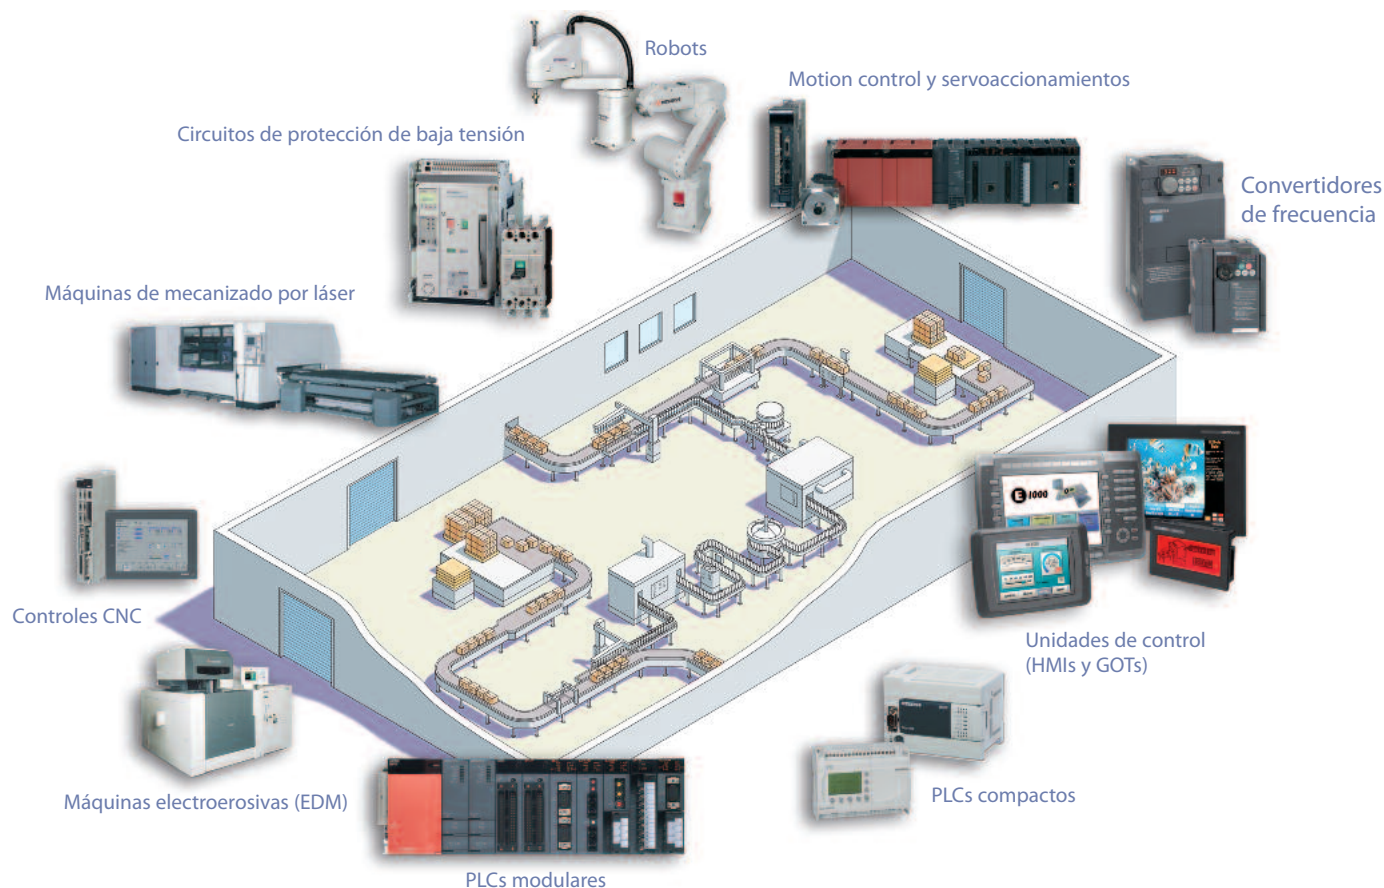 Robots
Motion control y servoaccionamientos
Circuitos de protección de baja tensión
Convertidores
de frecuencia
Máquinas de mecanizado por láser
E1000
Controles CNC
Unidades de control
(HMIs y GOTs)
Máquinas electroerosivas (EDM)
PLCs compactos
PLCs modulares